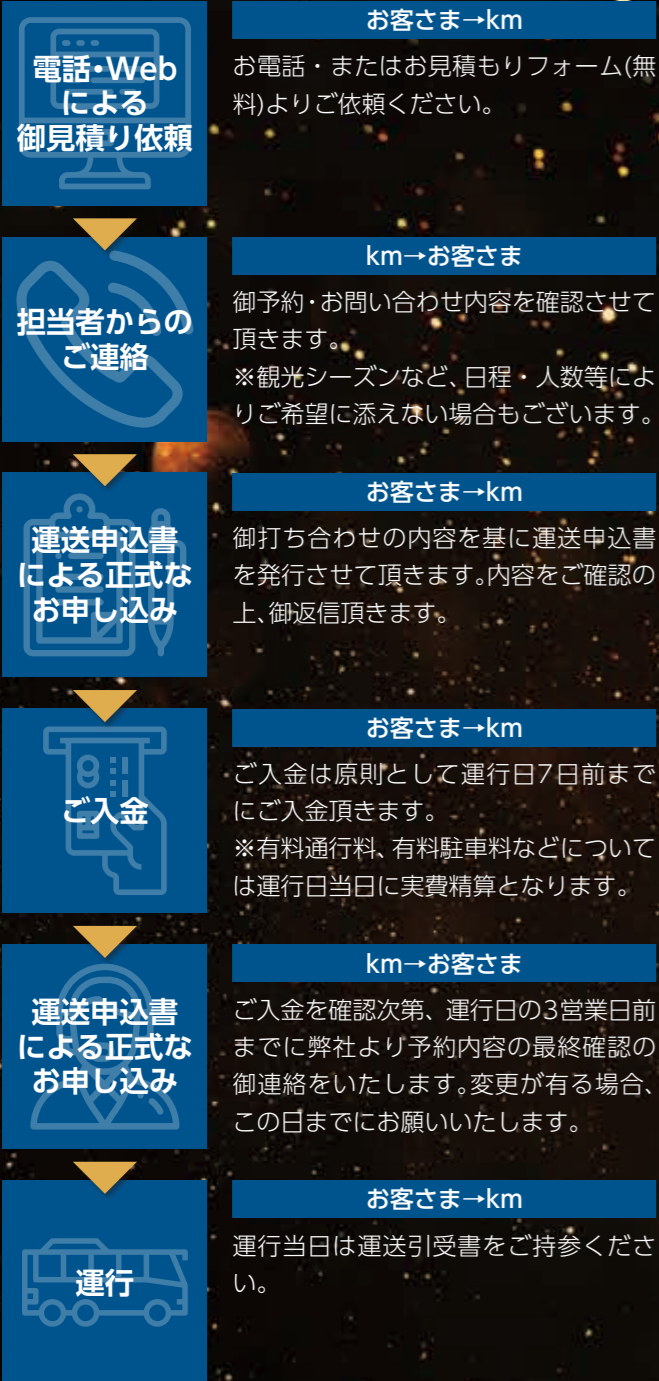 電話・Web
による
御見積り依頼
お客さま→km
お電話・またはお見積もりフォーム(無
料)よりご依頼ください。
担当者からの
ご連絡
km→お客さま
御予約・お問い合わせ内容を確認させて
頂きます。
※観光シーズンなど、日程・人数等によ
りご希望に添えない場合もございます。
運送申込書
による正式な
お申し込み
お客さま→km
御打ち合わせの内容を基に運送申込書
を発行させて頂きます。内容をご確認の
上、御返信頂きます。
ご入金
お客さま→km
ご入金は原則として運行日7日前まで
にご入金頂きます。
※有料通行料、有料駐車料などについて
は運行日当日に実費精算となります。
運送申込書
による正式な
お申し込み
km→お客さま
ご入金を確認次第、運行日の3営業日前
までに弊社より予約内容の最終確認の
御連絡をいたします。変更が有る場合、
この日までにお願いいたします。
運行
お客さま→km
運行当日は運送引受書をご持参くださ
い。